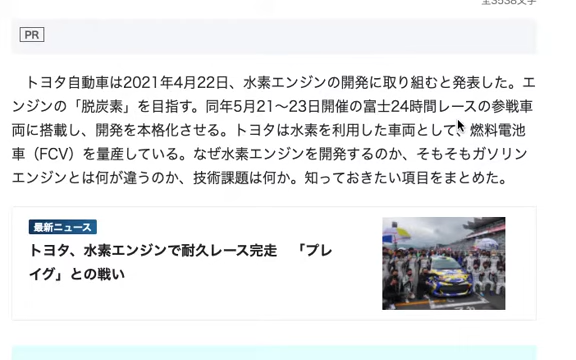 全3538文字
PR
トヨタ自動車は2021年4月22日、水素エンジンの開発に取り組むと発表した。エ
ンジンの「脱炭素」を目指す。同年5月21〜23日開催の富士24時間レースの参戦車
両に搭載し、開発を本格化させる。トヨタは水素を利用した車両として、燃料電池
車（FCV）を量産している。なぜ水素エンジンを開発するのか、そもそもガソリン
エンジンとは何が違うのか、技術課題は何か。知っておきたい項目をまとめた。
最新ニュース
トヨタ、水素エンジンで耐久レース完走　「プレ
イグ」との戦い